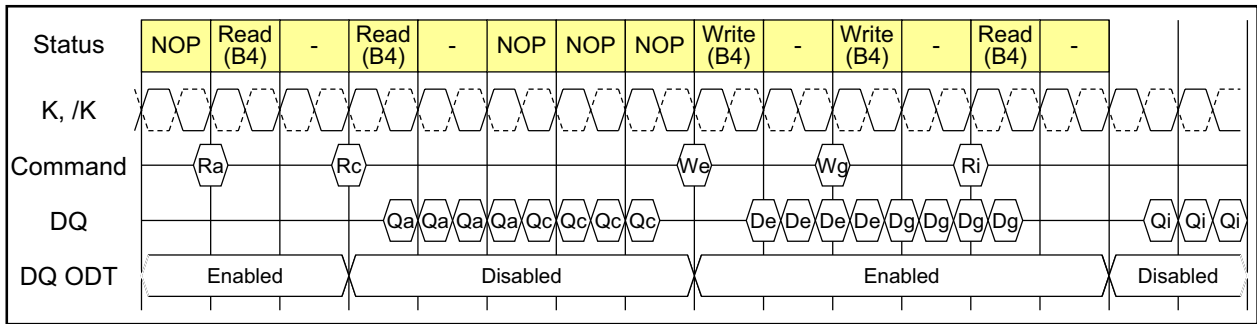 Status NOP Read (B4) - Read (B4) - NOP NOP NOP Write (B4) - Write (B4) - Read (B4) -
K, /K
Command Ra Rc We Wg Ri
DQ Qa Qa Qa Qa Qc Qc Qc Qc De De De De Dg Dg Dg Dg Qi Qi Qi
DQ ODT Enabled Disabled Enabled Disabled